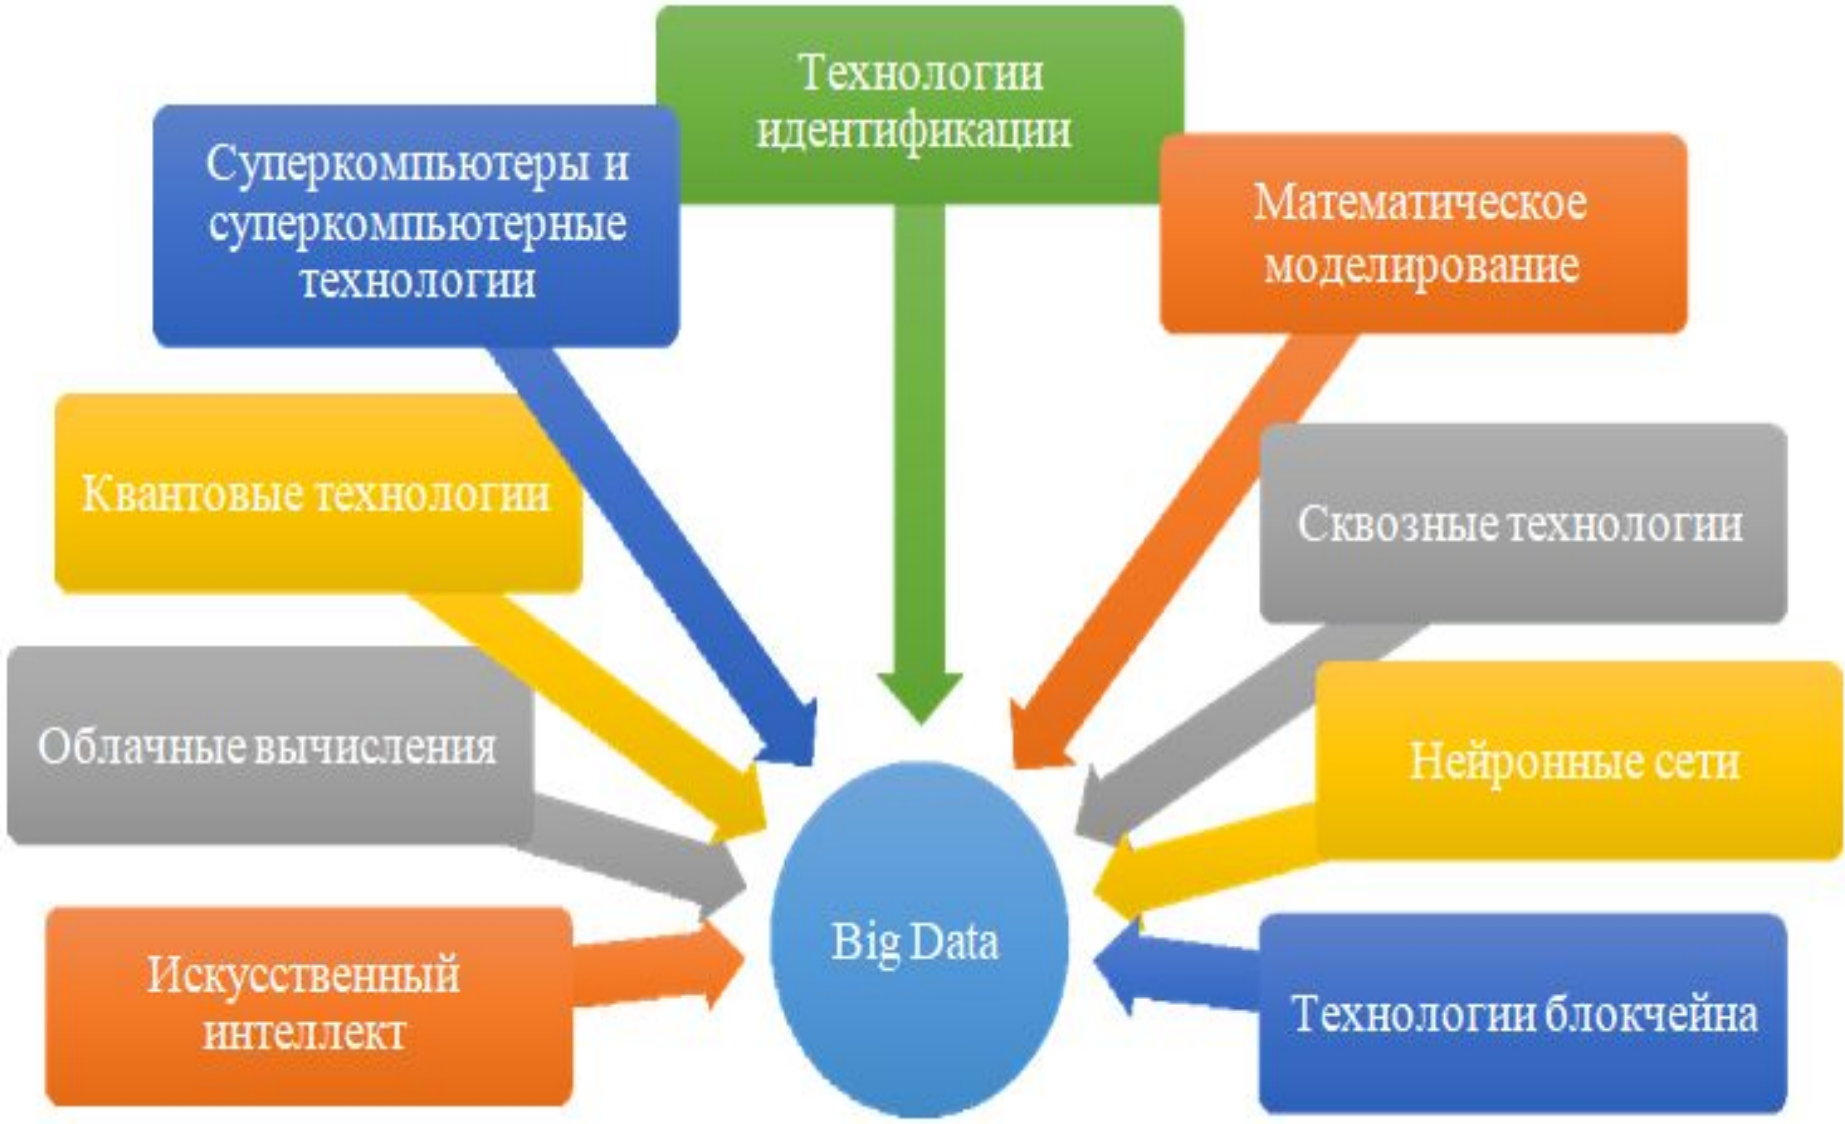 Технологии
идентификации
Суперкомпьютеры и
суперкомпьютерные
технологии
Математическое
моделирование
Квантовые технологии
Сквозные технологии
Облачные вычисления
Нейронные сети
Искусственный
интеллект
Big Data
Технологии блокчейна